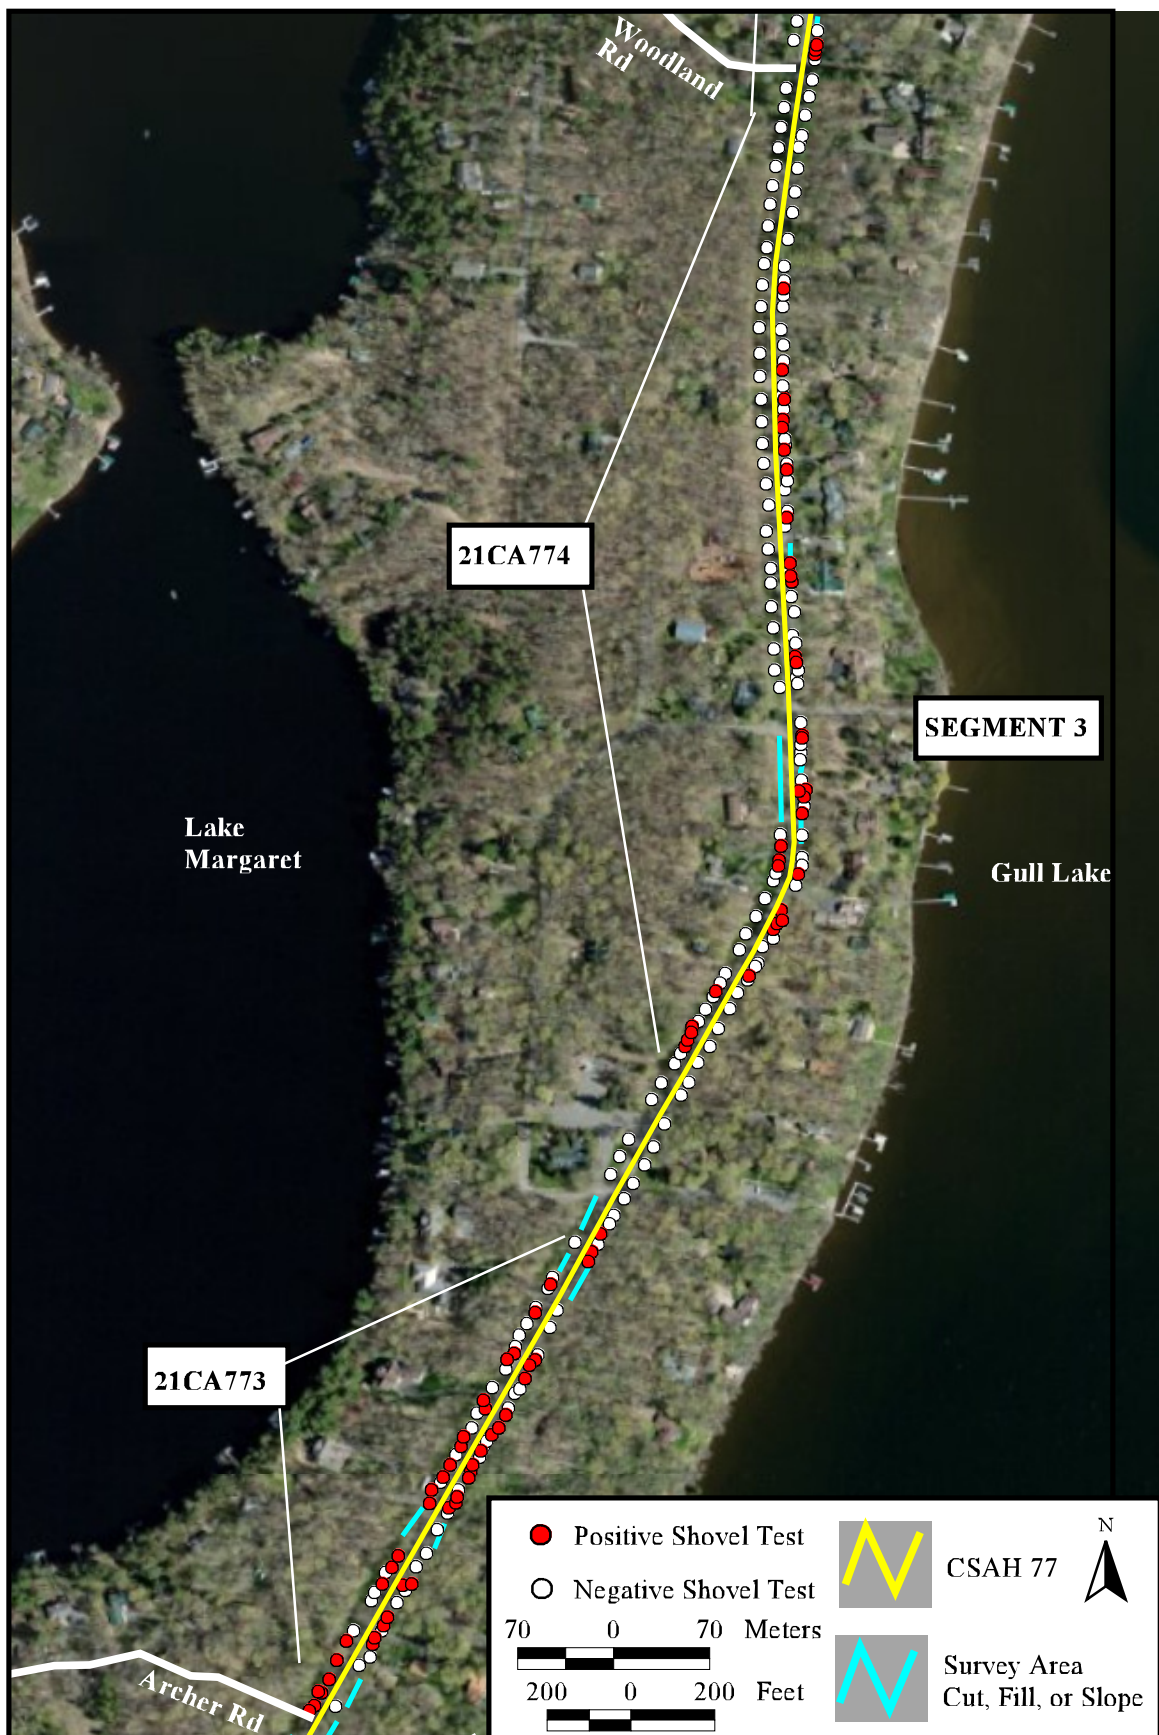 Woodland
Rd
21CA774
SEGMENT 3
Lake
Margaret
Gull Lake
21CA773
Archer Rd
Positive Shovel Test
Negative Shovel Test
70 0 70 Meters
200 0 200 Feet
CSAH 77
N
Survey Area
Cut, Fill, or Slope